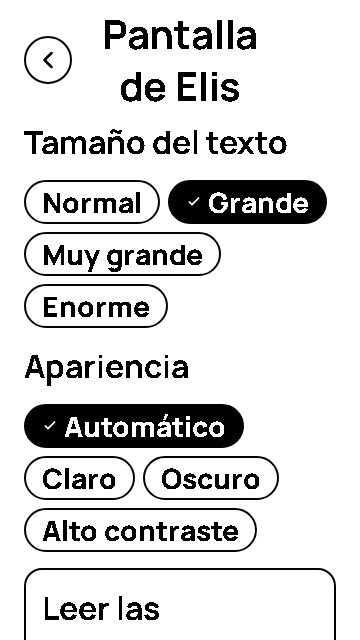 Pantalla
de Elis
Tamaño del texto
Normal
Grande
Muy grande
Enorme
Apariencia
Automático
Claro
Oscuro
Alto contraste
Leer las